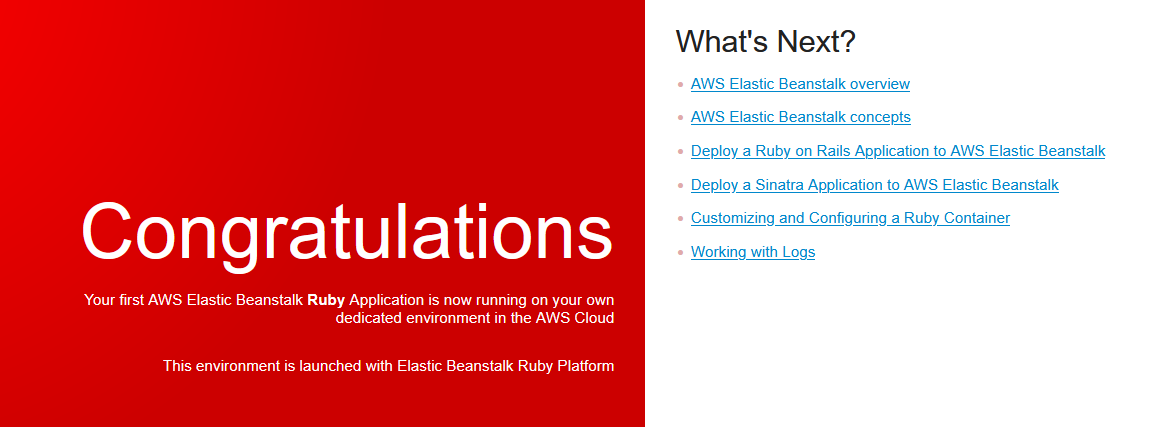 Congratulations
Your first AWS Elastic Beanstalk Ruby Application is now running on your own
dedicated environment in the AWS Cloud
This environment is launched with Elastic Beanstalk Ruby Platform
What's Next?
AWS Elastic Beanstalk overview
AWS Elastic Beanstalk concepts
Deploy a Ruby on Rails Application to AWS Elastic Beanstalk
Deploy a Sinatra Application to AWS Elastic Beanstalk
Customizing and Configuring a Ruby Container
Working with Logs